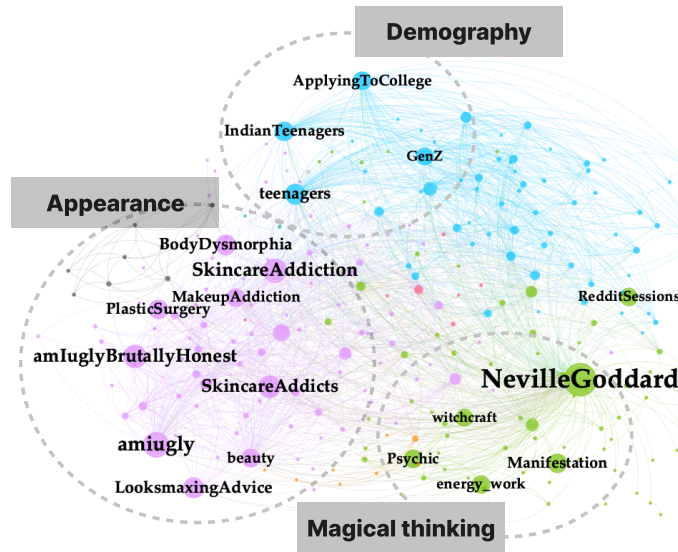 Demography
ApplyingToCollege
IndianTeenagers
GenZ
teenagers
Appearance
BodyDysmorphia
SkincareAddiction
MakeupAddiction
PlasticSurgery
RedditSessions
amIuglyBrutallyHonest
SkincareAddicts
NevilleGoddard
witchcraft
amiugly
beauty
Psychic
Manifestation
energy_work
LooksmaxingAdvice
Magical thinking